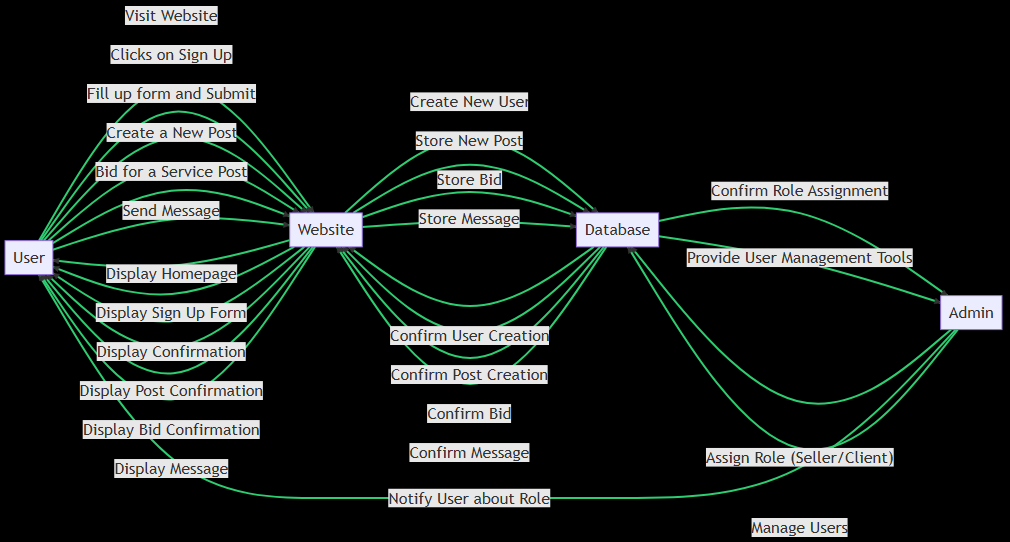 Visit Website
Clicks on Sign Up
Fill up form and Submit
Create a New Post
Bid for a Service Post
Send Message
User
Display Homepage
Display Sign Up Form
Display Confirmation
Display Post Confirmation
Display Bid Confirmation
Display Message
Website
Create New User
Store New Post
Store Bid
Store Message
Confirm User Creation
Confirm Post Creation
Confirm Bid
Confirm Message
Notify User about Role
Database
Confirm Role Assignment
Provide User Management Tools
Admin
Assign Role (Seller/Client)
Manage Users